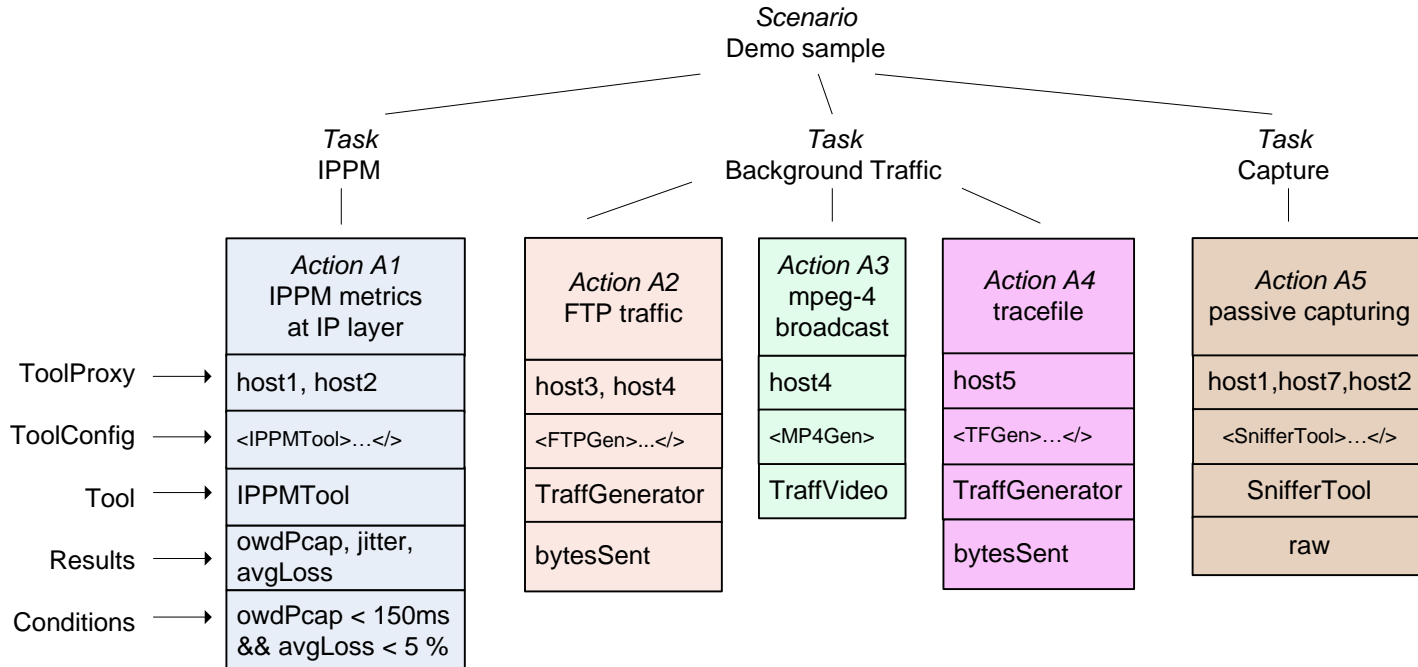 Scenario
Demo sample
Task
IPPM
Task
Background Traffic
Task
Capture
Action A1
IPPM metrics
at IP layer
Action A2
FTP traffic
Action A3
mpeg-4
broadcast
Action A4
tracefile
Action A5
passive capturing
ToolProxy
host1, host2
host3, host4
host4
host5
host1,host7,host2
ToolConfig
<IPPMTool>…</>
<FTPGen>...</>
<MP4Gen>
<TFGen>…</>
<SnifferTool>…</>
Tool
IPPMTool
TraffGenerator
TraffVideo
TraffGenerator
SnifferTool
Results
owdPcap, jitter,
avgLoss
bytesSent
bytesSent
raw
Conditions
owdPcap < 150ms
&& avgLoss < 5 %